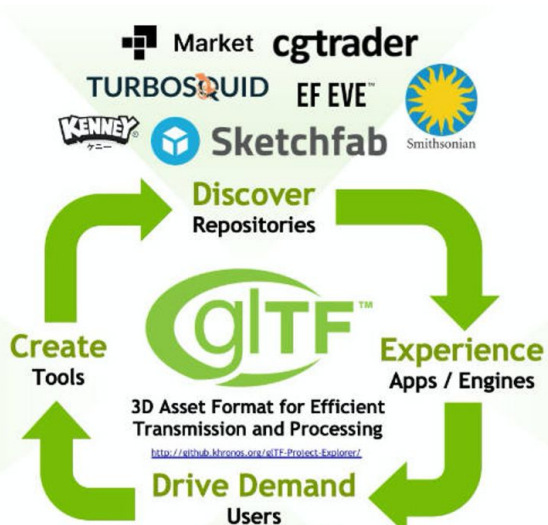 Market cgtrader
TURBOSQUID EF EVE™
KENNEY®
ケニー
Sketchfab
Smithsonian
Discover
Repositories
glTF™
Create
Tools
Experience
Apps / Engines
3D Asset Format for Efficient
Transmission and Processing
http://github.khronos.org/glTF-Project-Explorer/
Drive Demand
Users